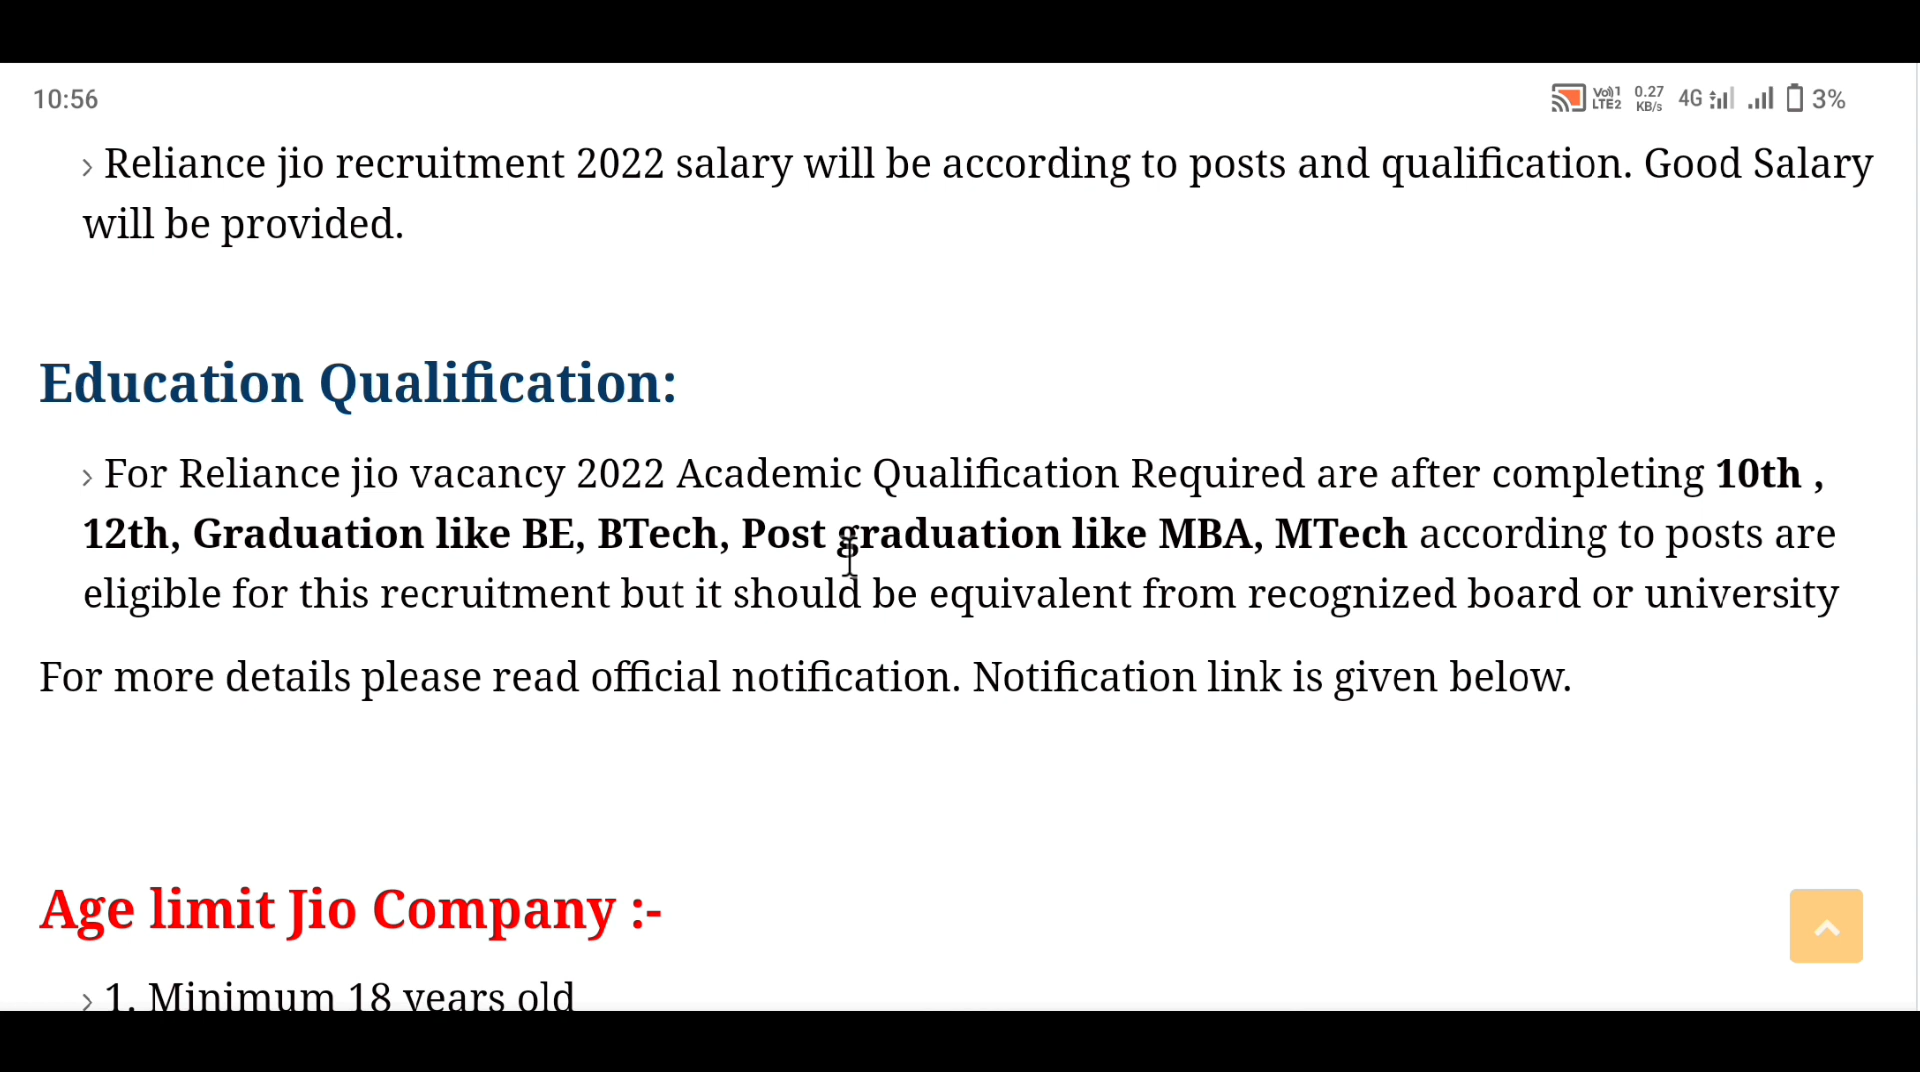 10:56
Vo)) 1
LTE2
0.27
KB/s
4G
3%
› Reliance jio recruitment 2022 salary will be according to posts and qualification. Good Salary
will be provided.
Education Qualification:
› For Reliance jio vacancy 2022 Academic Qualification Required are after completing 10th ,
12th, Graduation like BE, BTech, Post graduation like MBA, MTech according to posts are
eligible for this recruitment but it should be equivalent from recognized board or university
For more details please read official notification. Notification link is given below.
Age limit Jio Company :-
› 1. Minimum 18 years old